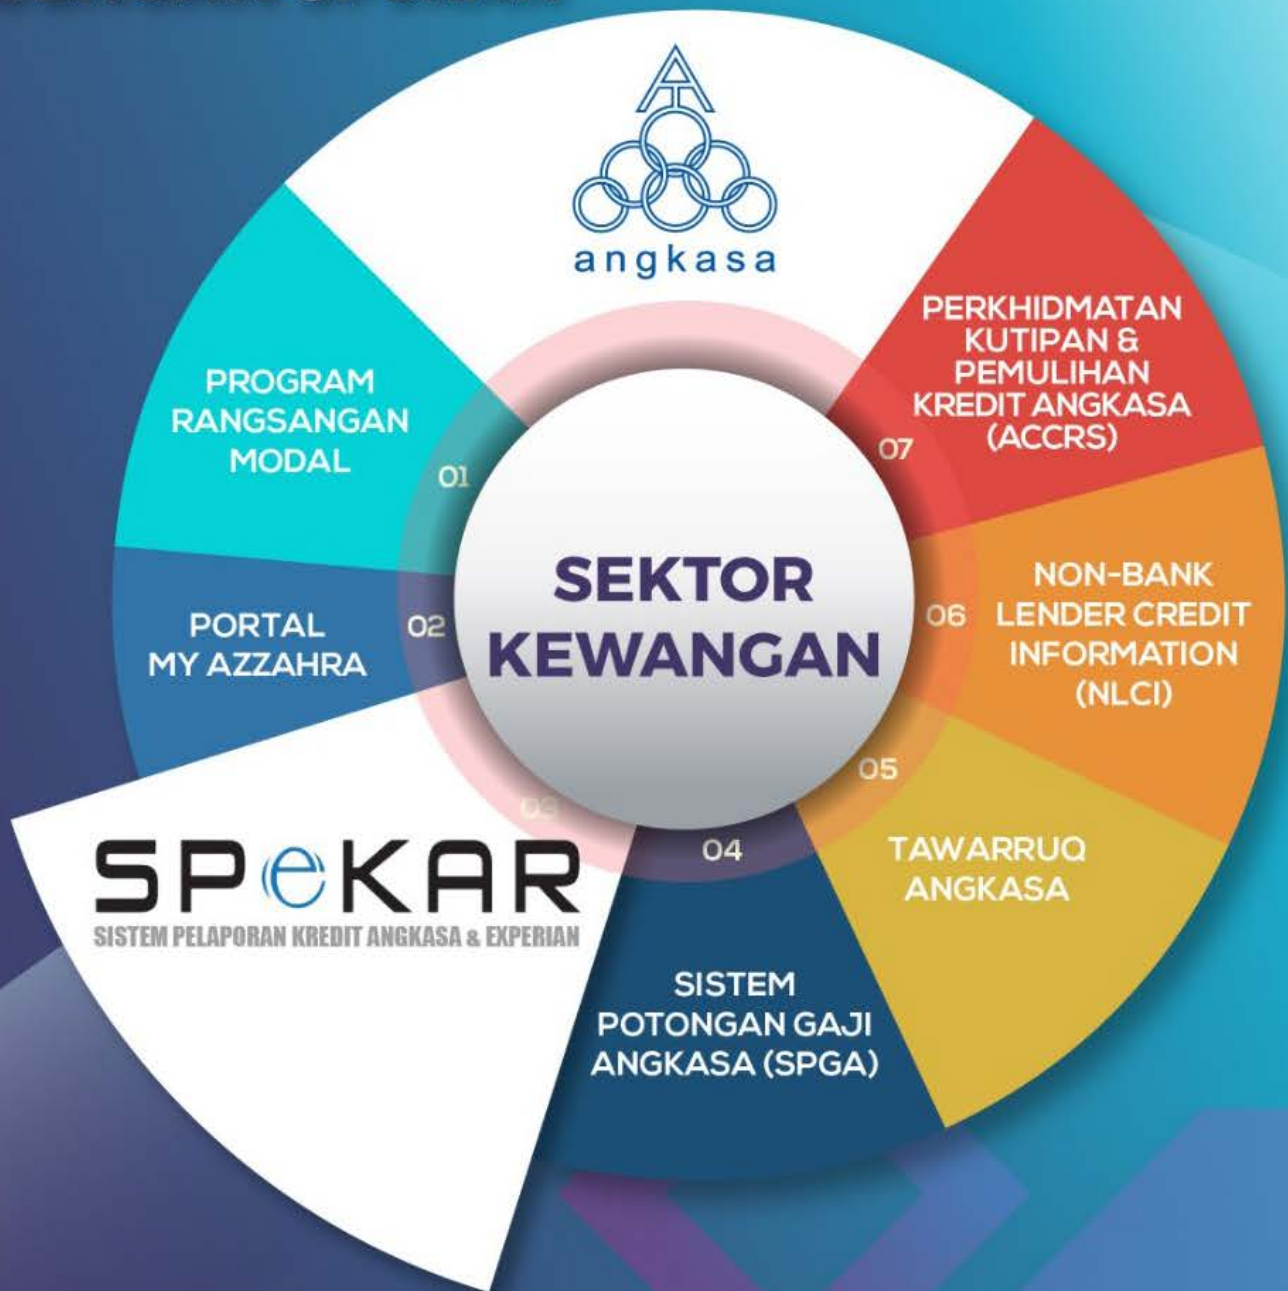 angkasa
PROGRAM
RANGSANGAN
MODAL
01
PORTAL
MY AZZAHRA
02
SPeKAR
SISTEM PELAPORAN KREDIT ANGKASA & EXPERIAN
03
SISTEM
POTONGAN GAJI
ANGKASA (SPGA)
04
TAWARRUQ
ANGKASA
05
NON-BANK
LENDER CREDIT
INFORMATION
(NLCI)
06
PERKHIDMATAN
KUTIPAN &
PEMULIHAN
KREDIT ANGKASA
(ACCRS)
07
SEKTOR
KEWANGAN